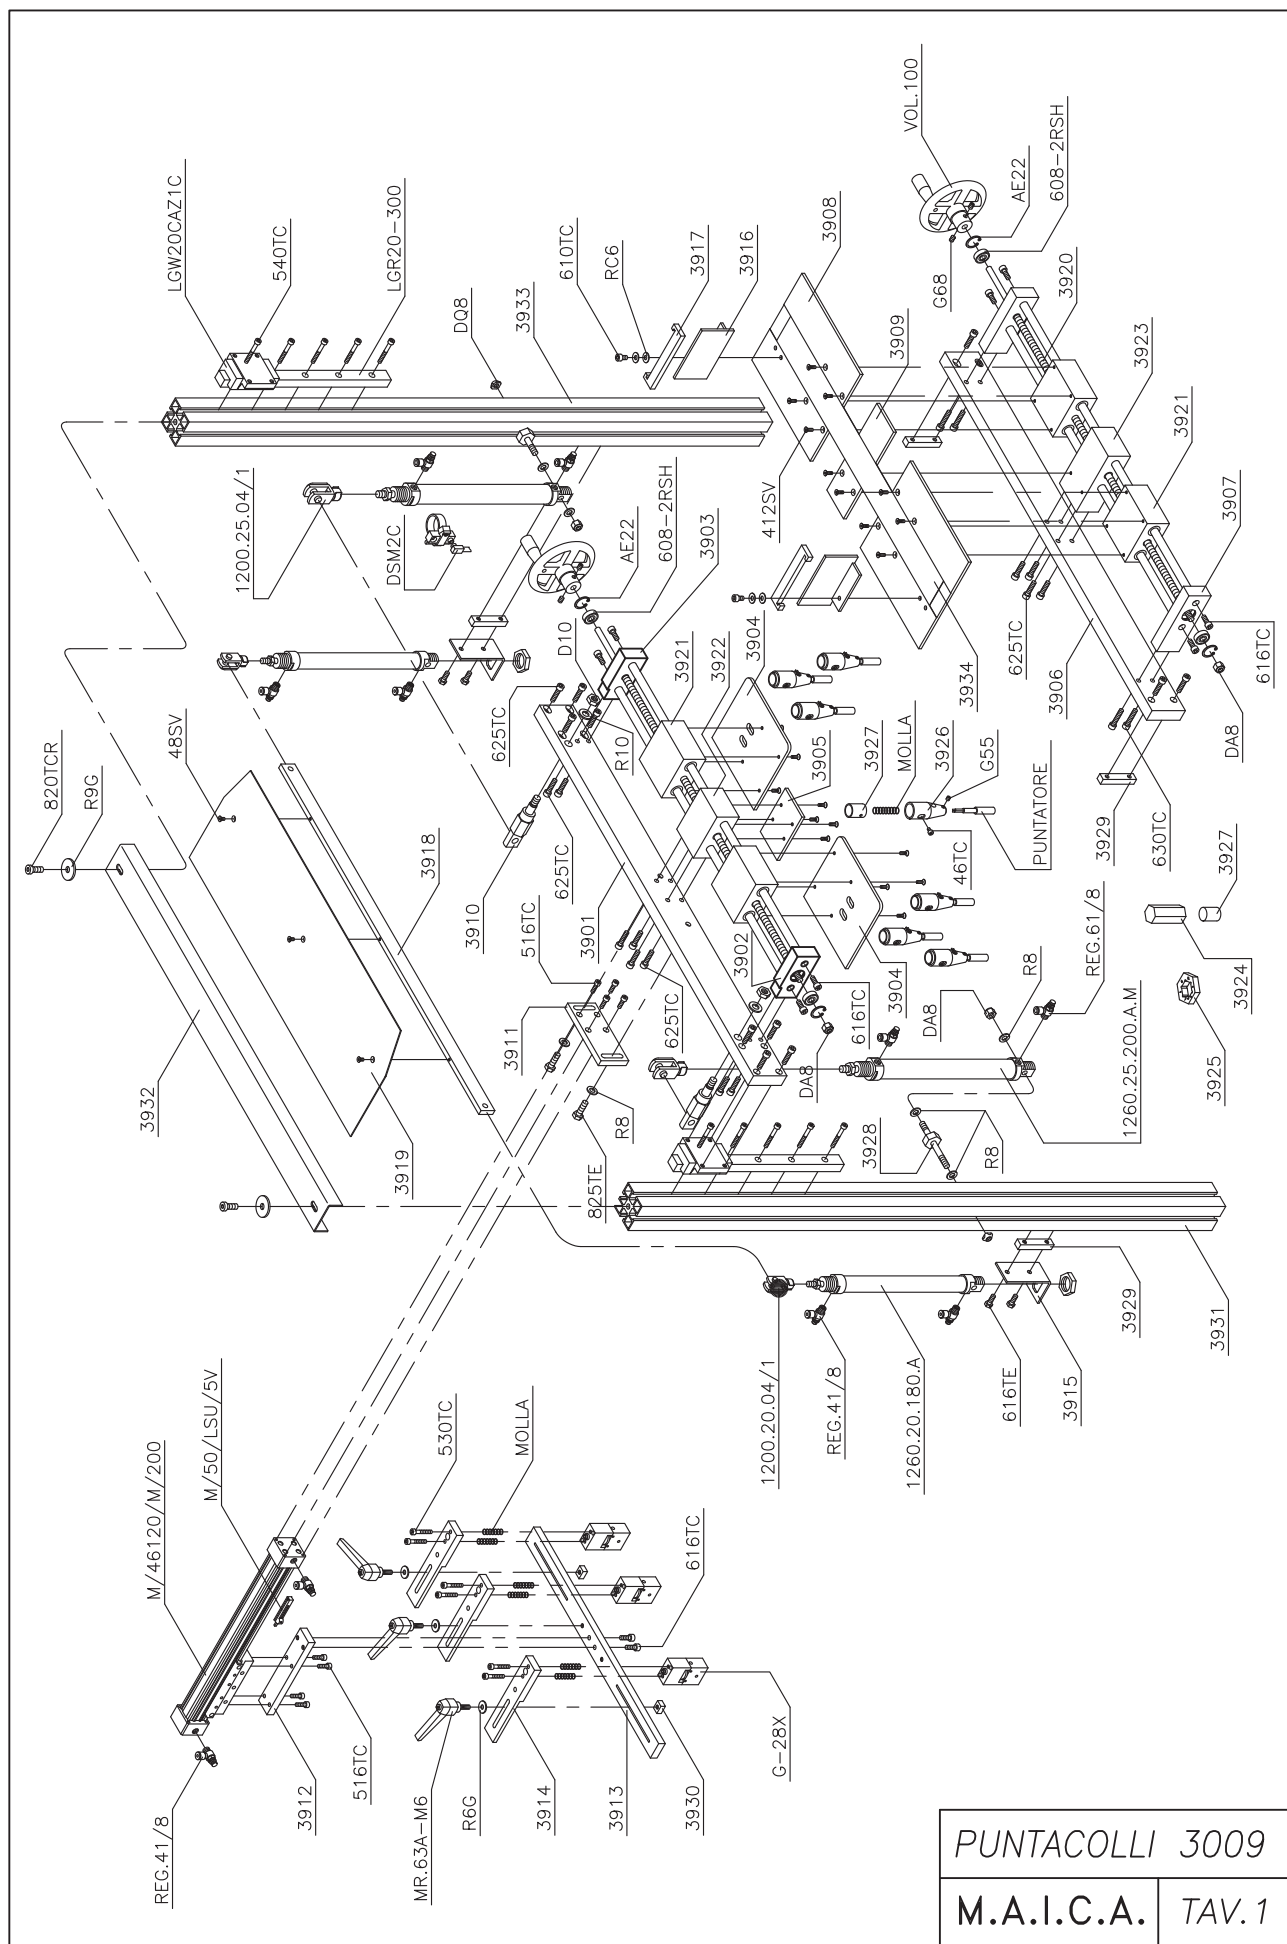 LGW20CAZ1C
540TC
LGR20-300
DQ8
3933
610TC
RC6
3917
3916
3908
3909
VOL.100
G68
AE22
608-2RSH
3920
3923
3921
3907
1200.25.04/1
DSM2C
608-2RSH
AE22
3903
D10
412SV
3934
625TC
3906
616TC
DA8
820TCR
R9G
48SV
3918
3910
625TC
R10
3921
3922
3904
3905
3927
MOLLA
3926
G55
PUNTATORE
46TC
3929
630TC
3927
3924
3925
625TC
3901
516TC
3911
625TC
3902
616TC
3904
DA8
R8
REG.61/8
DA8
3932
3919
R8
825TE
3928
R8
1260.25.200.A.M
M/46120/M/200
M/50/LSU/5V
530TC
MOLLA
1200.20.04/1
REG.41/8
1260.20.180.A
616TE
3915
3929
3931
616TC
REG.41/8
3912
516TC
MR.63A-M6
R6G
3914
3913
3930
G-28X
PUNTACOLLI 3009
M.A.I.C.A.
TAV.1